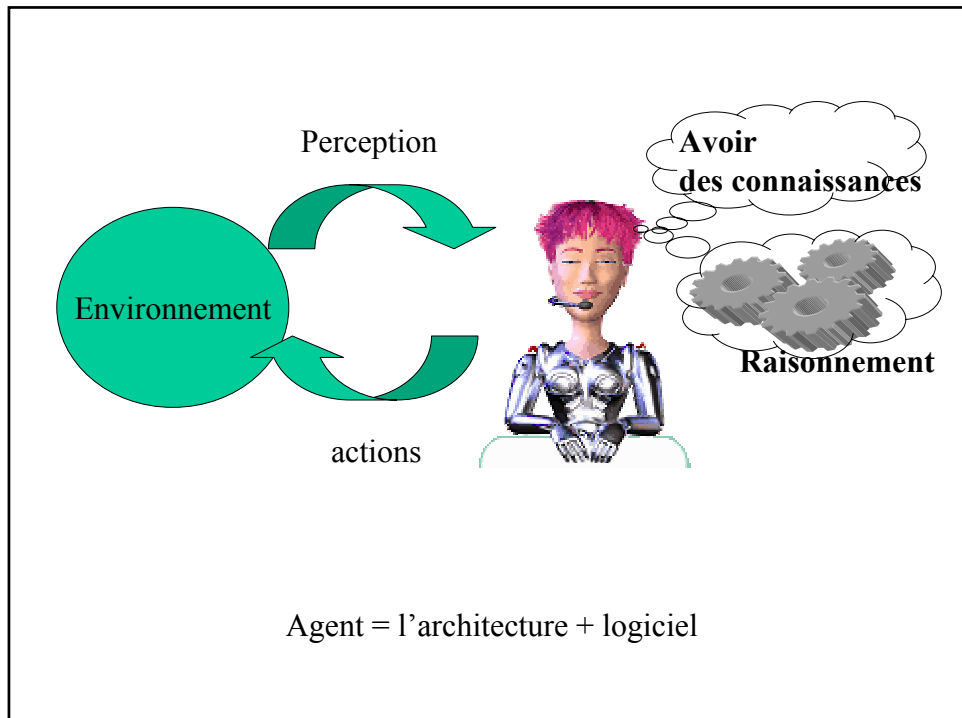 Perception
Avoir
des connaissances
Environnement
Raisonnement
actions
Agent = l’architecture + logiciel